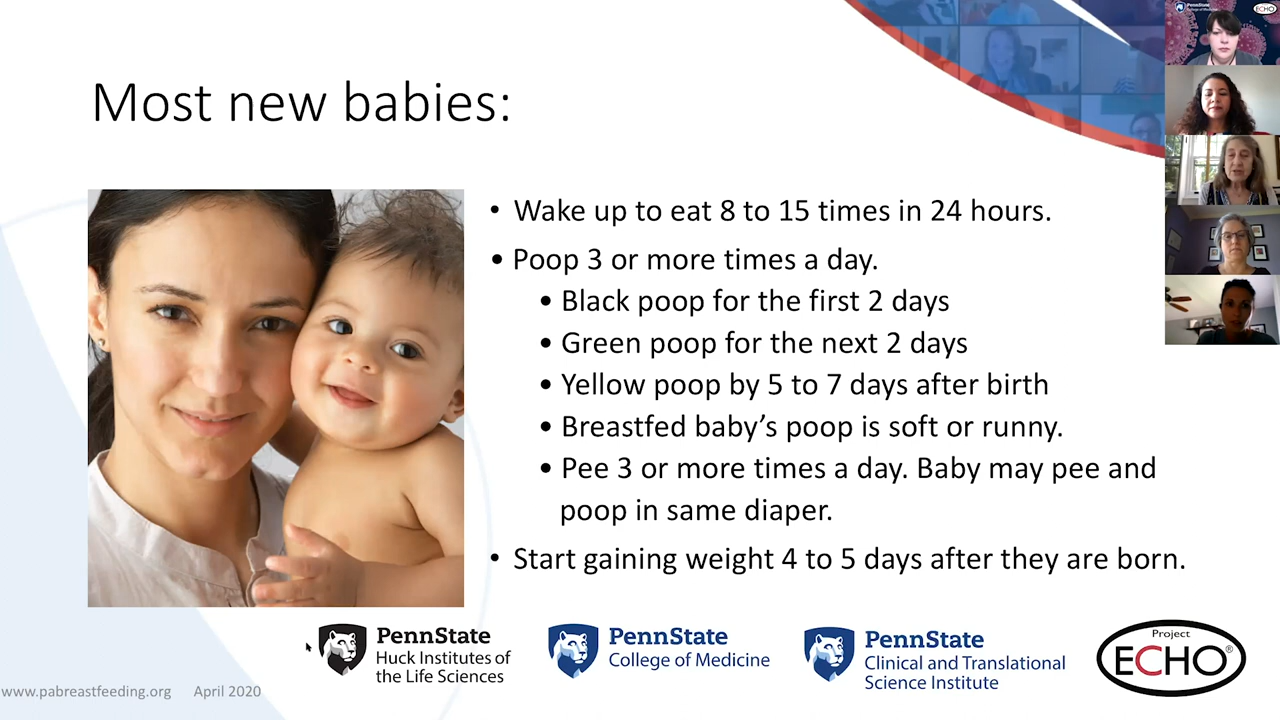 Most new babies:
• Wake up to eat 8 to 15 times in 24 hours.
• Poop 3 or more times a day.
• Black poop for the first 2 days
• Green poop for the next 2 days
• Yellow poop by 5 to 7 days after birth
• Breastfed baby’s poop is soft or runny.
• Pee 3 or more times a day. Baby may pee and
poop in same diaper.
• Start gaining weight 4 to 5 days after they are born.
PennState
Huck Institutes of
the Life Sciences
PennState
College of Medicine
PennState
Clinical and Translational
Science Institute
Project
ECHO®
www.pabreastfeeding.org April 2020
PennState
College of Medicine
ECHO